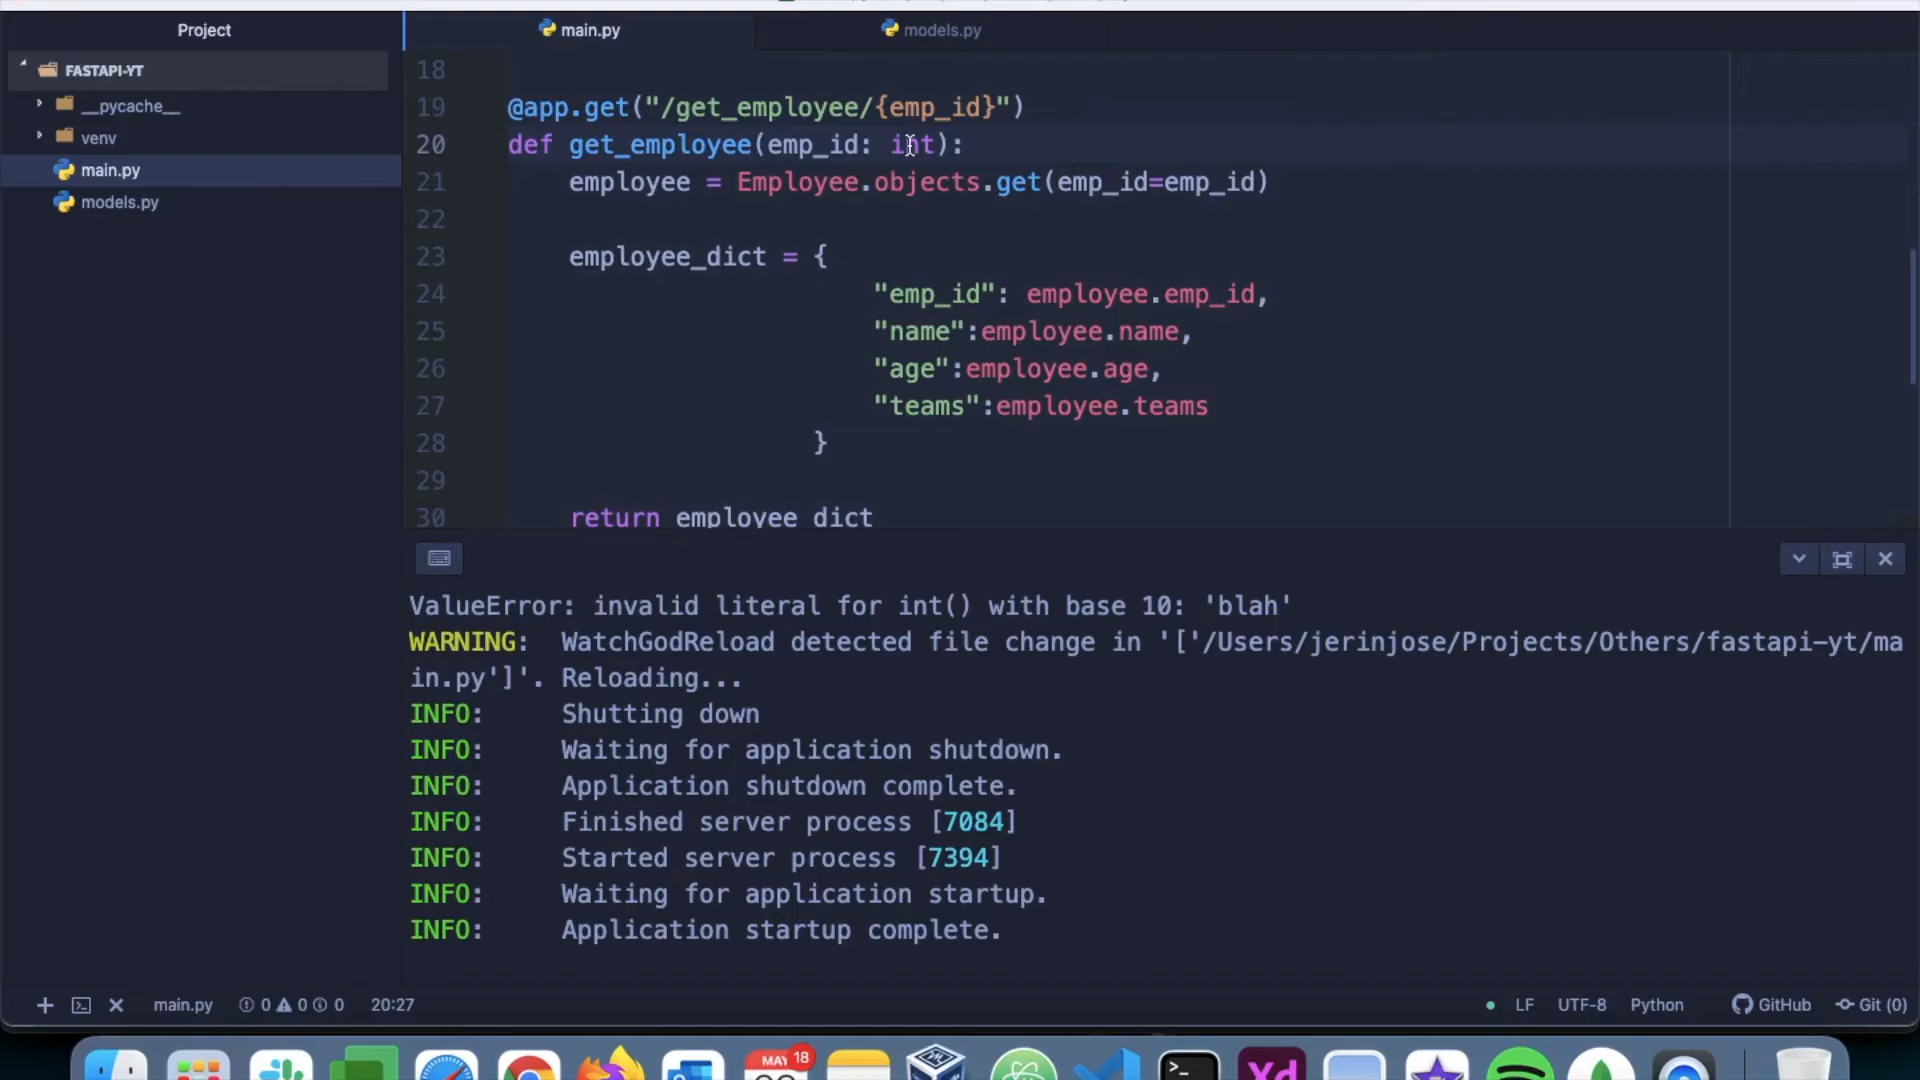 Project
main.py
models.py
FASTAPI-YT
__pycache__
venv
main.py
models.py
18
19 @app.get("/get_employee/{emp_id}")
20 def get_employee(emp_id: int):
21 employee = Employee.objects.get(emp_id=emp_id)
22
23 employee_dict = {
24 "emp_id": employee.emp_id,
25 "name":employee.name,
26 "age":employee.age,
27 "teams":employee.teams
28 }
29
30 return employee_dict
ValueError: invalid literal for int() with base 10: 'blah'
WARNING: WatchGodReload detected file change in '['/Users/jerinjose/Projects/Others/fastapi-yt/ma
in.py']'. Reloading...
INFO: Shutting down
INFO: Waiting for application shutdown.
INFO: Application shutdown complete.
INFO: Finished server process [7084]
INFO: Started server process [7394]
INFO: Waiting for application startup.
INFO: Application startup complete.
main.py 0 0 0 20:27 LF UTF-8 Python GitHub Git (0)
MAY 18
Xd